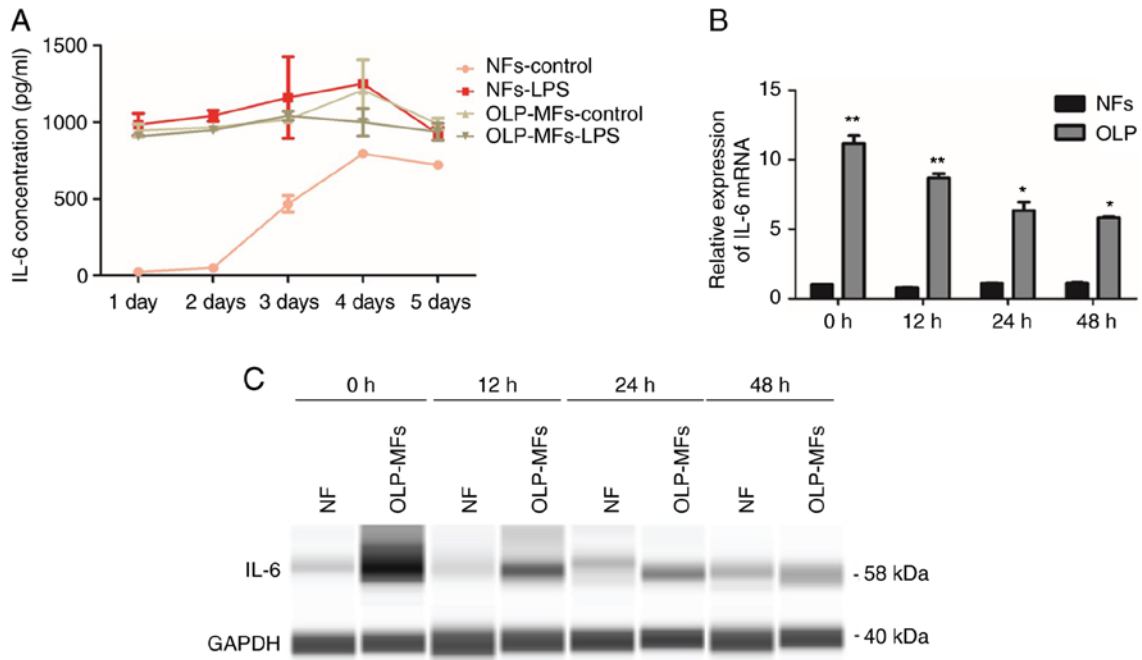 A
IL-6 concentration (pg/ml)
1500
1000
500
0
1 day 2 days 3 days 4 days 5 days
NFs-control
NFs-LPS
OLP-MFs-control
OLP-MFs-LPS
B
Relative expression
of IL-6 mRNA
15
10
5
0
** ** * *
0 h 12 h 24 h 48 h
NFs
OLP
C
0 h 12 h 24 h 48 h
NF OLP-MFs NF OLP-MFs NF OLP-MFs NF OLP-MFs
IL-6 - 58 kDa
GAPDH - 40 kDa